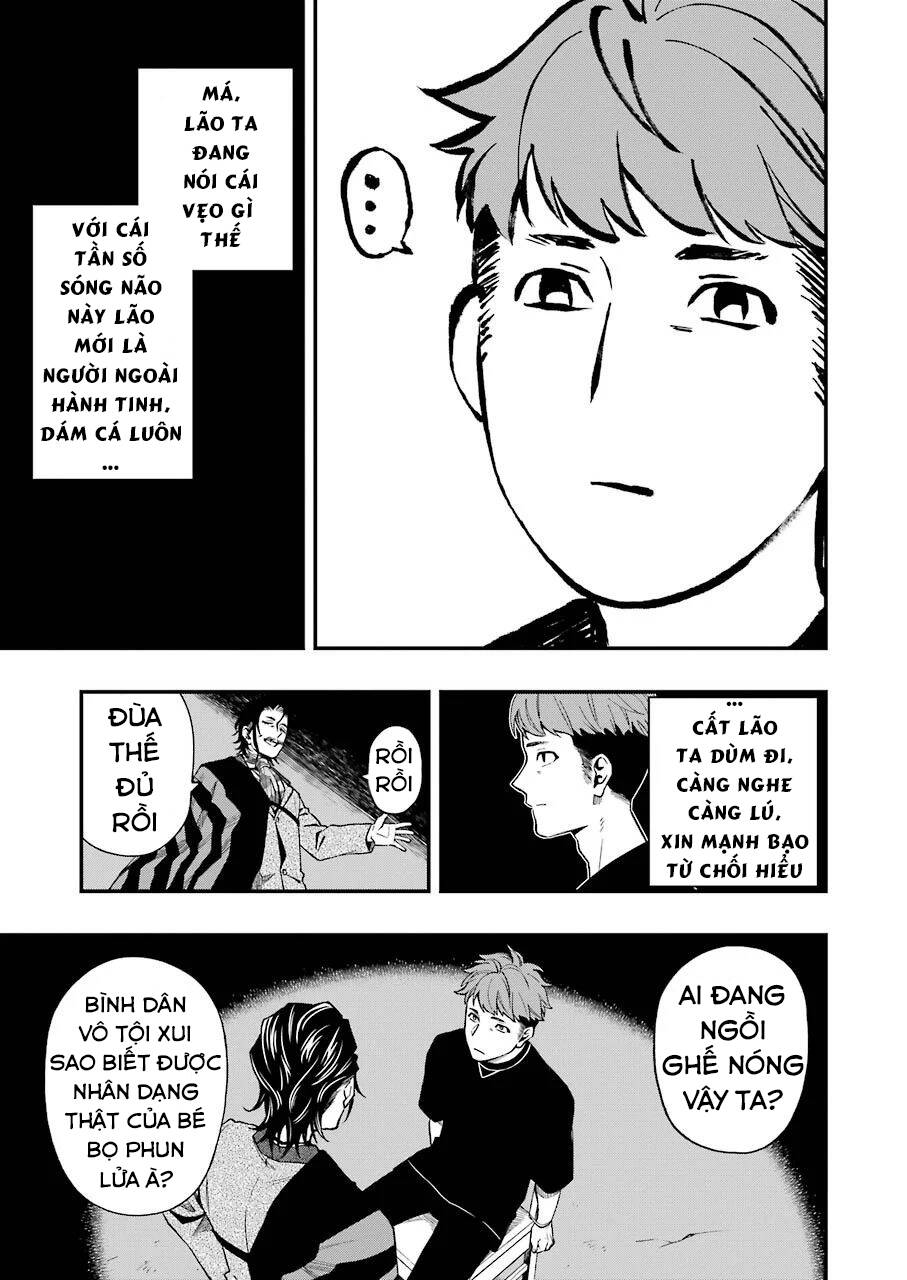 ...
MÁ,
LÃO TA
ĐANG
NÓI CÁI
VẸO GÌ
THẾ
VỚI CÁI
TẦN SỐ
SÓNG NÃO
NÀY LÃO
MỚI LÀ
NGƯỜI NGOÀI
HÀNH TINH,
DÁM CÁ LUÔN
...
...
CẤT LÃO
TA DÙM ĐI,
CÀNG NGHE
CÀNG LÚ,
XIN MẠNH BẠO
TỪ CHỐI HIỂU
RỒI
RỒI
ĐÙA
THẾ
ĐỦ
RỒI
AI ĐANG
NGỒI
GHẾ NÓNG
VẬY TA?
BÌNH DÂN
VÔ TỘI XUI
SAO BIẾT ĐƯỢC
NHÂN DẠNG
THẬT CỦA BÉ
BỌ PHUN
LỬA À?